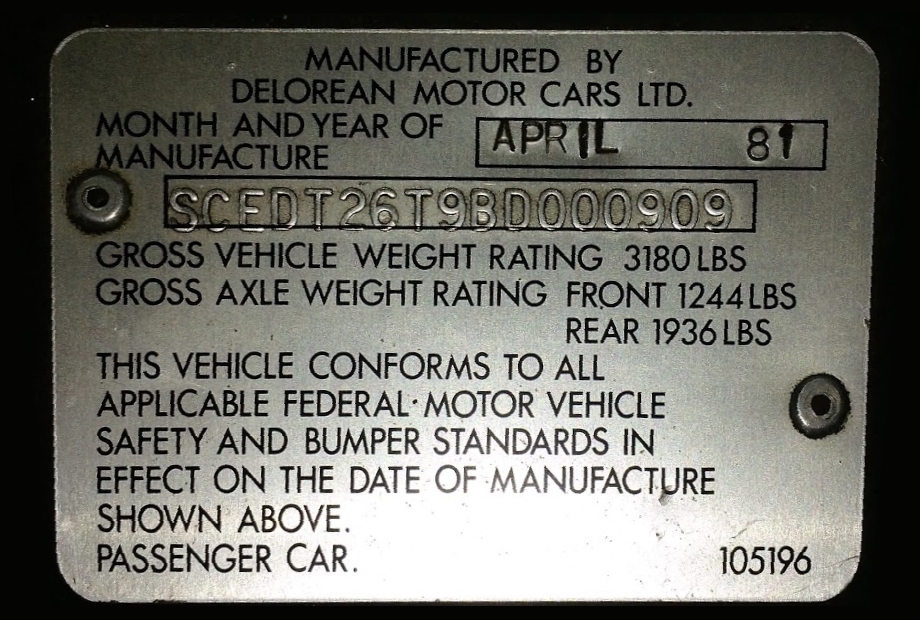 MANUFACTURED BY
DELOREAN MOTOR CARS LTD.
MONTH AND YEAR OF
MANUFACTURE
APRIL 81
SCEDT26T9BD000909
GROSS VEHICLE WEIGHT RATING 3180 LBS
GROSS AXLE WEIGHT RATING FRONT 1244 LBS
REAR 1936 LBS
THIS VEHICLE CONFORMS TO ALL
APPLICABLE FEDERAL MOTOR VEHICLE
SAFETY AND BUMPER STANDARDS IN
EFFECT ON THE DATE OF MANUFACTURE
SHOWN ABOVE.
PASSENGER CAR. 105196